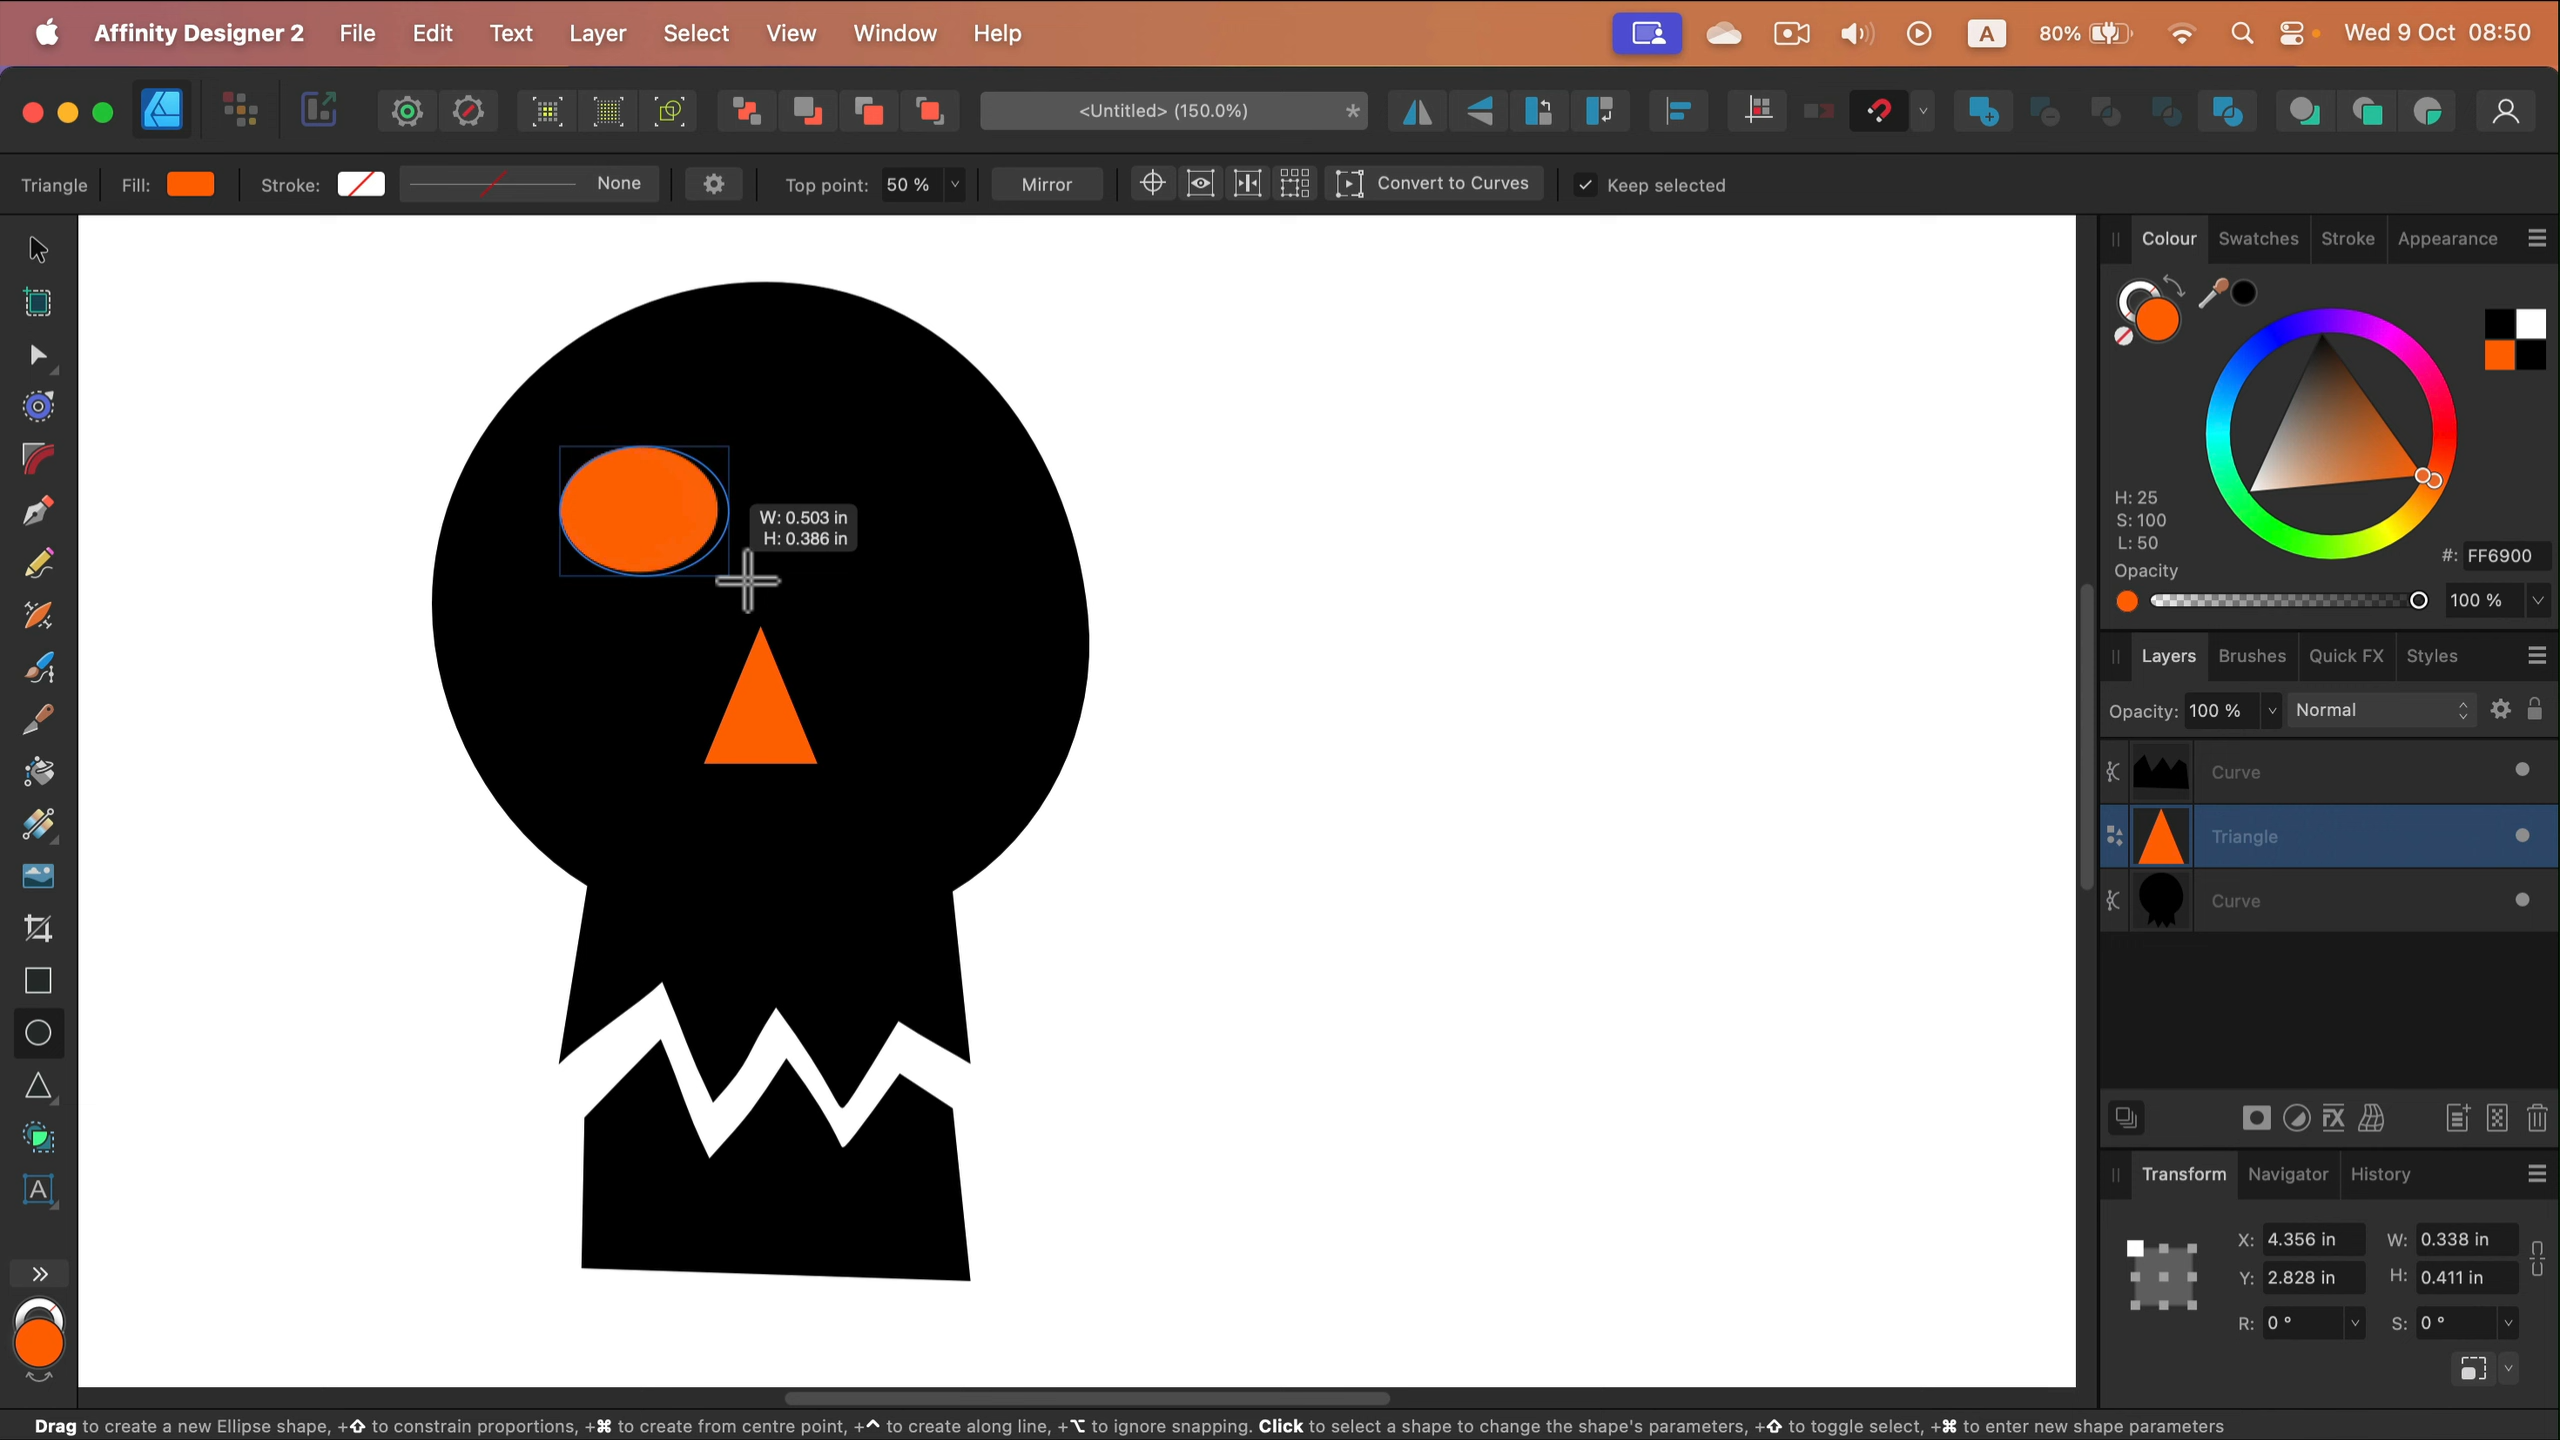 Affinity Designer 2 File Edit Text Layer Select View Window Help A 80% Wed 9 Oct 08:50
<Untitled> (150.0%) *
Triangle Fill: Stroke: None Top point: 50 % Mirror Convert to Curves Keep selected
Colour Swatches Stroke Appearance
H: 25
S: 100
L: 50
#: FF6900
Opacity
100 %
W: 0.503 in
H: 0.386 in
Layers Brushes Quick FX Styles
Opacity: 100 % Normal
Curve
Triangle
Curve
FX
A
Transform Navigator History
X: 4.356 in W: 0.338 in
Y: 2.828 in H: 0.411 in
R: 0 ° S: 0 °
Drag to create a new Ellipse shape, +⇧ to constrain proportions, +⌘ to create from centre point, +^ to create along line, +⌥ to ignore snapping. Click to select a shape to change the shape's parameters, +⇧ to toggle select, +⌘ to enter new shape parameters